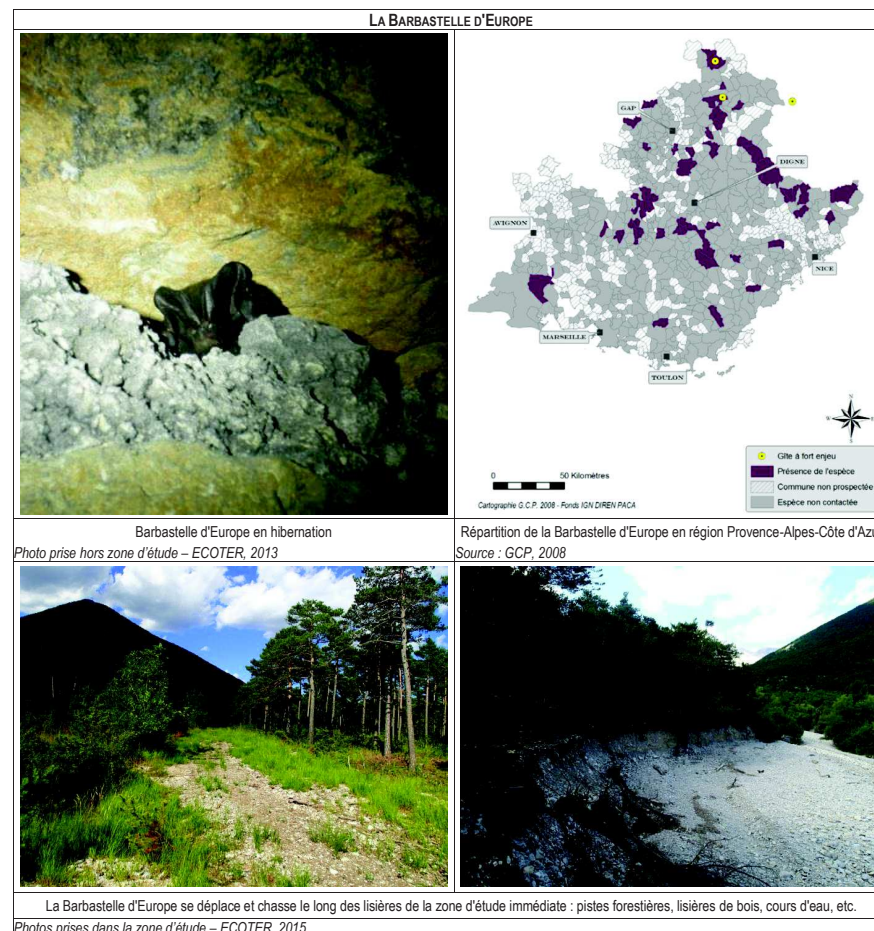 LA BARBASTELLE D'EUROPE
GAP
DIGNE
AVIGNON
NICE
MARSEILLE
TOULON
N
W
S
0 50 Kilomètres
Cartographie G.C.P. 2008 - Fonds IGN DIREN PACA
Gîte à fort enjeu
Présence de l'espèce
Commune non prospectée
Espèce non contactée
Barbastelle d'Europe en hibernation
Photo prise hors zone d'étude – ECOTER, 2013
Répartition de la Barbastelle d'Europe en région Provence-Alpes-Côte d'Azu
Source : GCP, 2008
La Barbastelle d'Europe se déplace et chasse le long des lisières de la zone d'étude immédiate : pistes forestières, lisières de bois, cours d'eau, etc.
Photos prises dans la zone d'étude – ECOTER, 2015